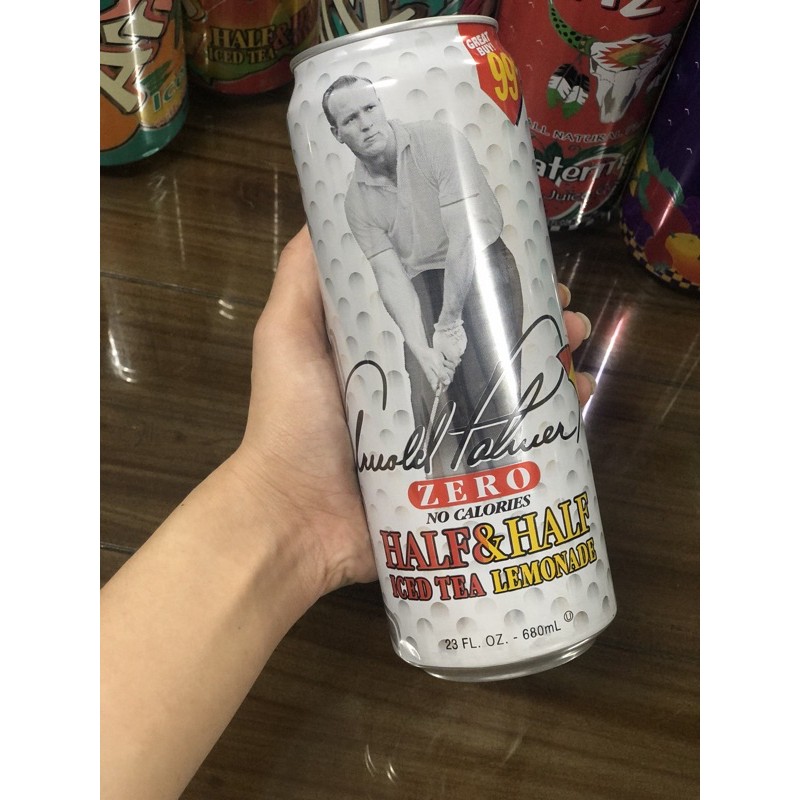 HALF &
ICED TEA
GREAT
BUY!
99
ALL NATURAL
Arnold Palmer
ZERO
NO CALORIES
HALF&HALF
ICED TEA LEMONADE
23 FL. OZ. - 680mL Ⓤ